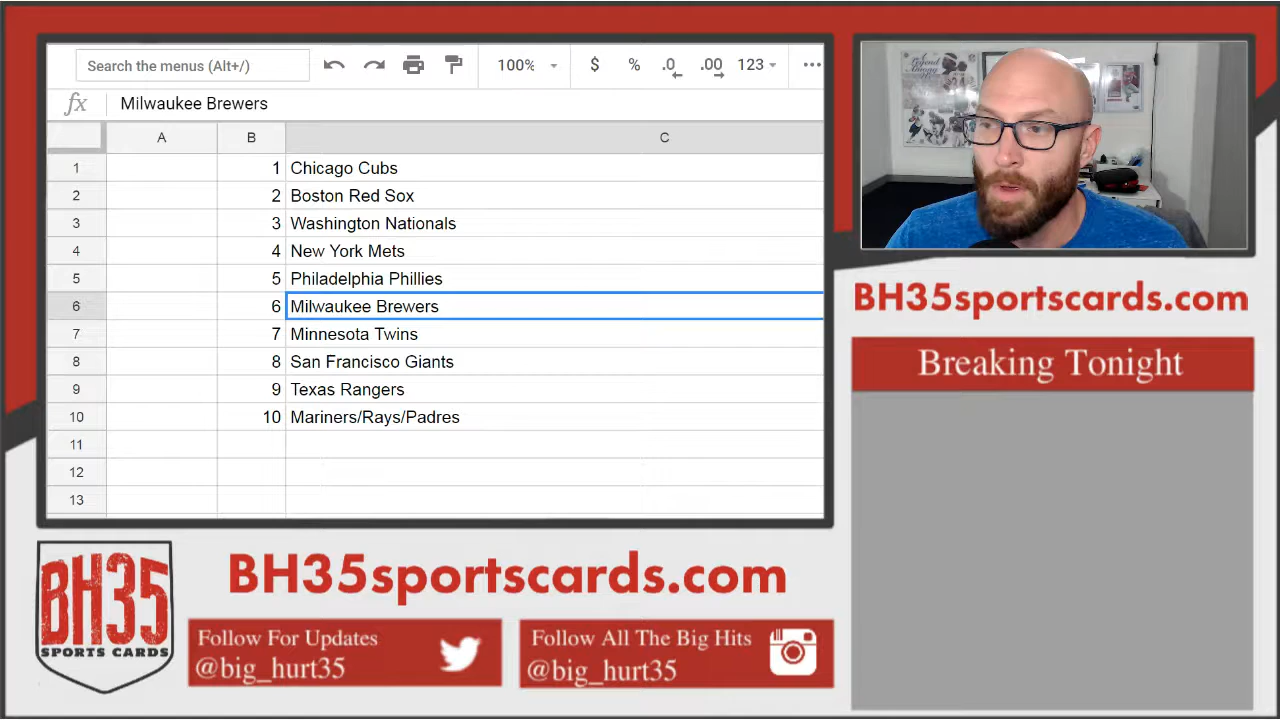 Search the menus (Alt+/)
100%
$ % .0 .00 123
fx Milwaukee Brewers
A B C
1 1 Chicago Cubs
2 2 Boston Red Sox
3 3 Washington Nationals
4 4 New York Mets
5 5 Philadelphia Phillies
6 6 Milwaukee Brewers
7 7 Minnesota Twins
8 8 San Francisco Giants
9 9 Texas Rangers
10 10 Mariners/Rays/Padres
11
12
13
BH35sportscards.com
Breaking Tonight
BH35
SPORTS CARDS
BH35sportscards.com
Follow For Updates
@big_hurt35
Follow All The Big Hits
@big_hurt35